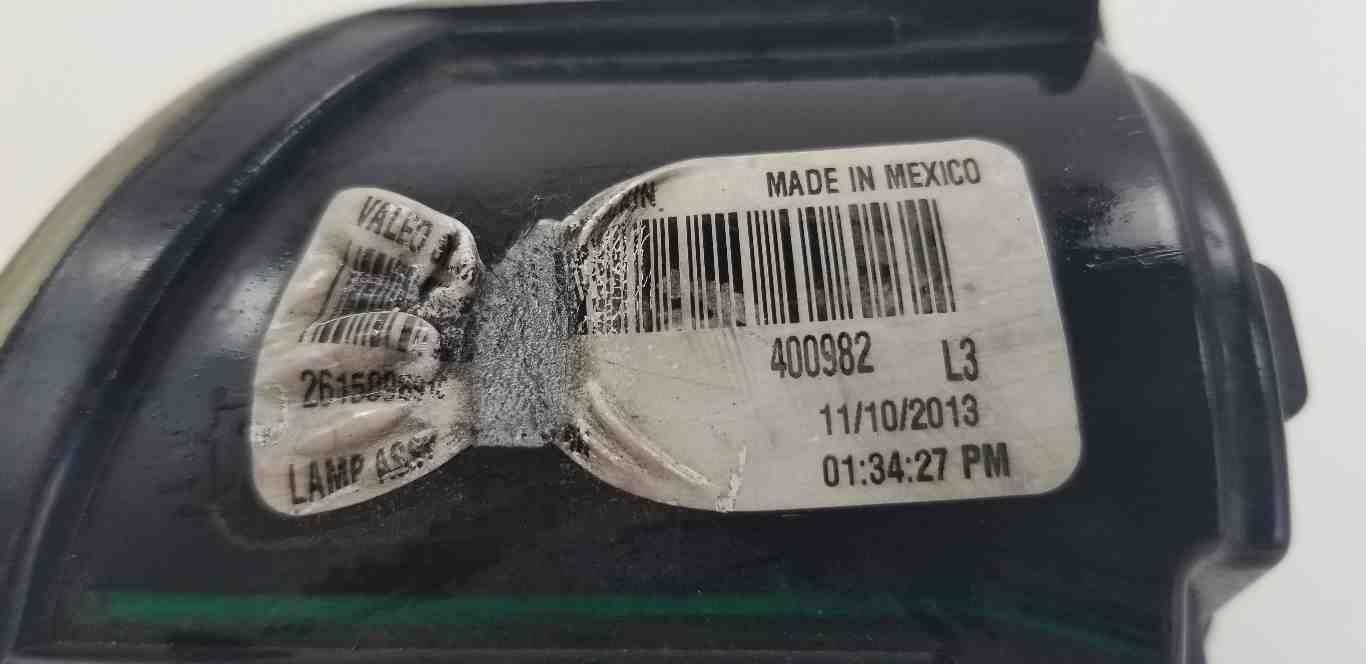 VALEO
MADE IN MEXICO
400982 L3
11/10/2013
LAMP
01:34:27 PM